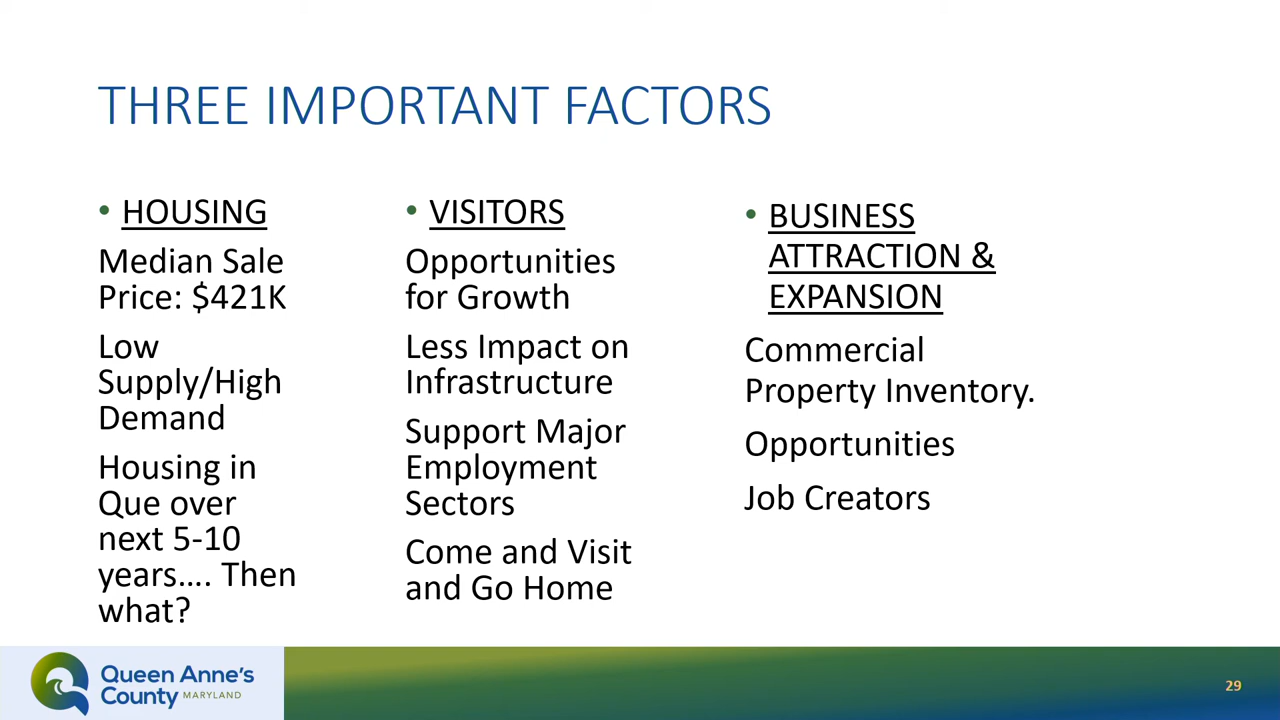 THREE IMPORTANT FACTORS
• HOUSING
Median Sale
Price: $421K
Low
Supply/High
Demand
Housing in
Que over
next 5-10
years…. Then
what?
• VISITORS
Opportunities
for Growth
Less Impact on
Infrastructure
Support Major
Employment
Sectors
Come and Visit
and Go Home
• BUSINESS
ATTRACTION &
EXPANSION
Commercial
Property Inventory.
Opportunities
Job Creators
Queen Anne's
County MARYLAND
29